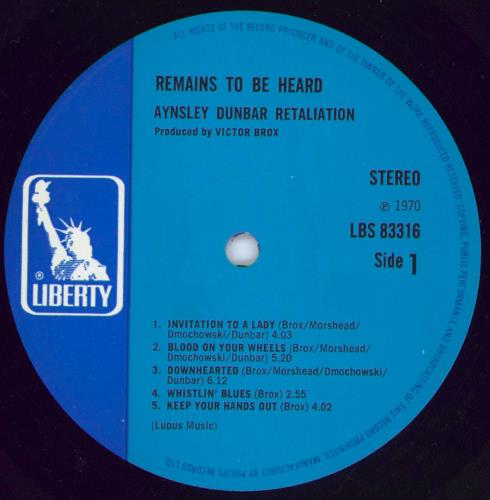 ALL RIGHTS OF THE RECORD PRODUCER AND OF THE OWNER OF THE WORK REPRODUCED RESERVED. COPYING, PUBLIC PERFORMANCE AND BROADCASTING OF THIS RECORD PROHIBITED. MANUFACTURED BY PHILIPS RECORDS LTD.
REMAINS TO BE HEARD
AYNSLEY DUNBAR RETALIATION
Produced by VICTOR BROX
STEREO
℗ 1970
LBS 83316
Side 1
® LIBERTY
1. INVITATION TO A LADY (Brox/Morshead/
Dmochowski/Dunbar) 4.03
2. BLOOD ON YOUR WHEELS (Brox/Morshead/
Dmochowski/Dunbar) 5.20
3. DOWNHEARTED (Brox/Morshead/Dmochowski/
Dunbar) 6.12
4. WHISTLIN' BLUES (Brox) 2.55
5. KEEP YOUR HANDS OUT (Brox) 4.02
(Lupus Music)